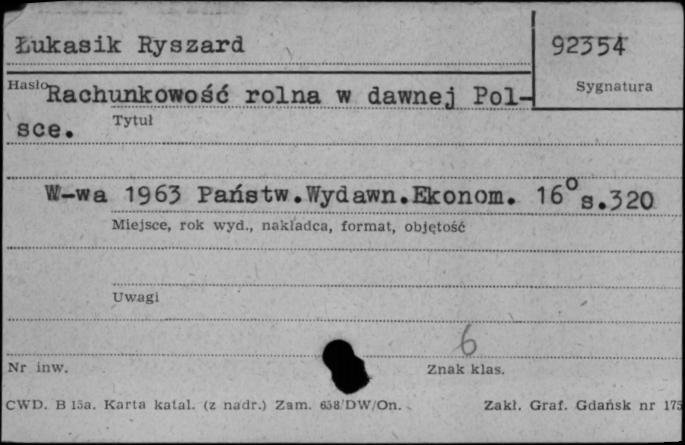 Łukasik Ryszard
92354
Hasło
Sygnatura
Rachunkowość rolna w dawnej Pol-
sce.
Tytuł
W-wa 1963 Państw.Wydawn.Ekonom. 16° s.320
Miejsce, rok wyd., nakładca, format, objętość
Uwagi
6
Nr inw.
Znak klas.
CWD. B 15a. Karta katal. (z nadr.) Zam. 658/DW/On.
Zakł. Graf. Gdańsk nr 175